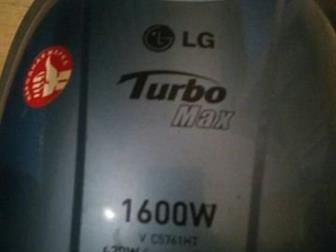 LG
Turbo
Max
1600W
V C5761HT